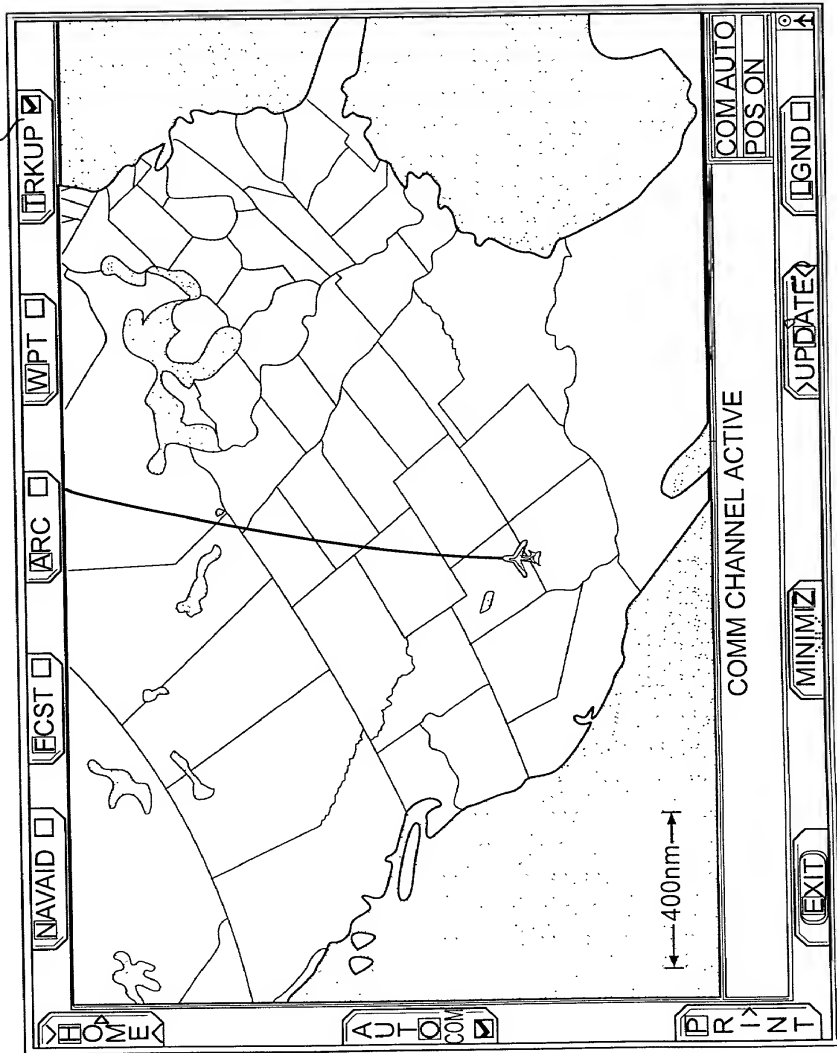 NAVAID
FCST
ARC
WPT
TRKUP
HOME
AUTO
COM
PRINT
400nm
COMM CHANNEL ACTIVE
COM AUTO
POS ON
EXIT
MINIMIZ
>UPDATE
LGND